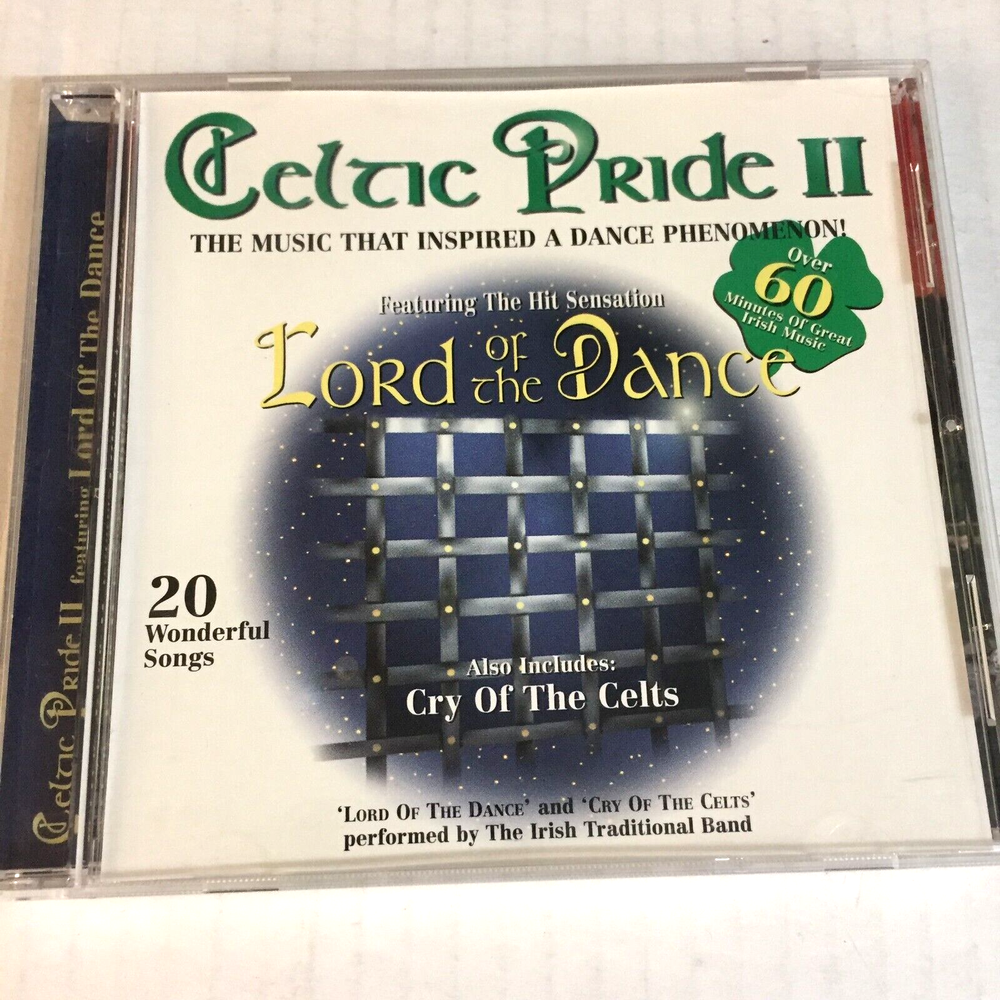 Celtic Pride II
THE MUSIC THAT INSPIRED A DANCE PHENOMENON!
Over
60
Minutes Of Great
Irish Music
Featuring The Hit Sensation
Lord of the Dance
20
Wonderful
Songs
Also Includes:
Cry Of The Celts
'LORD OF THE DANCE' and 'CRY OF THE CELTS'
performed by The Irish Traditional Band
Celtic Pride II featuring Lord Of The Dance